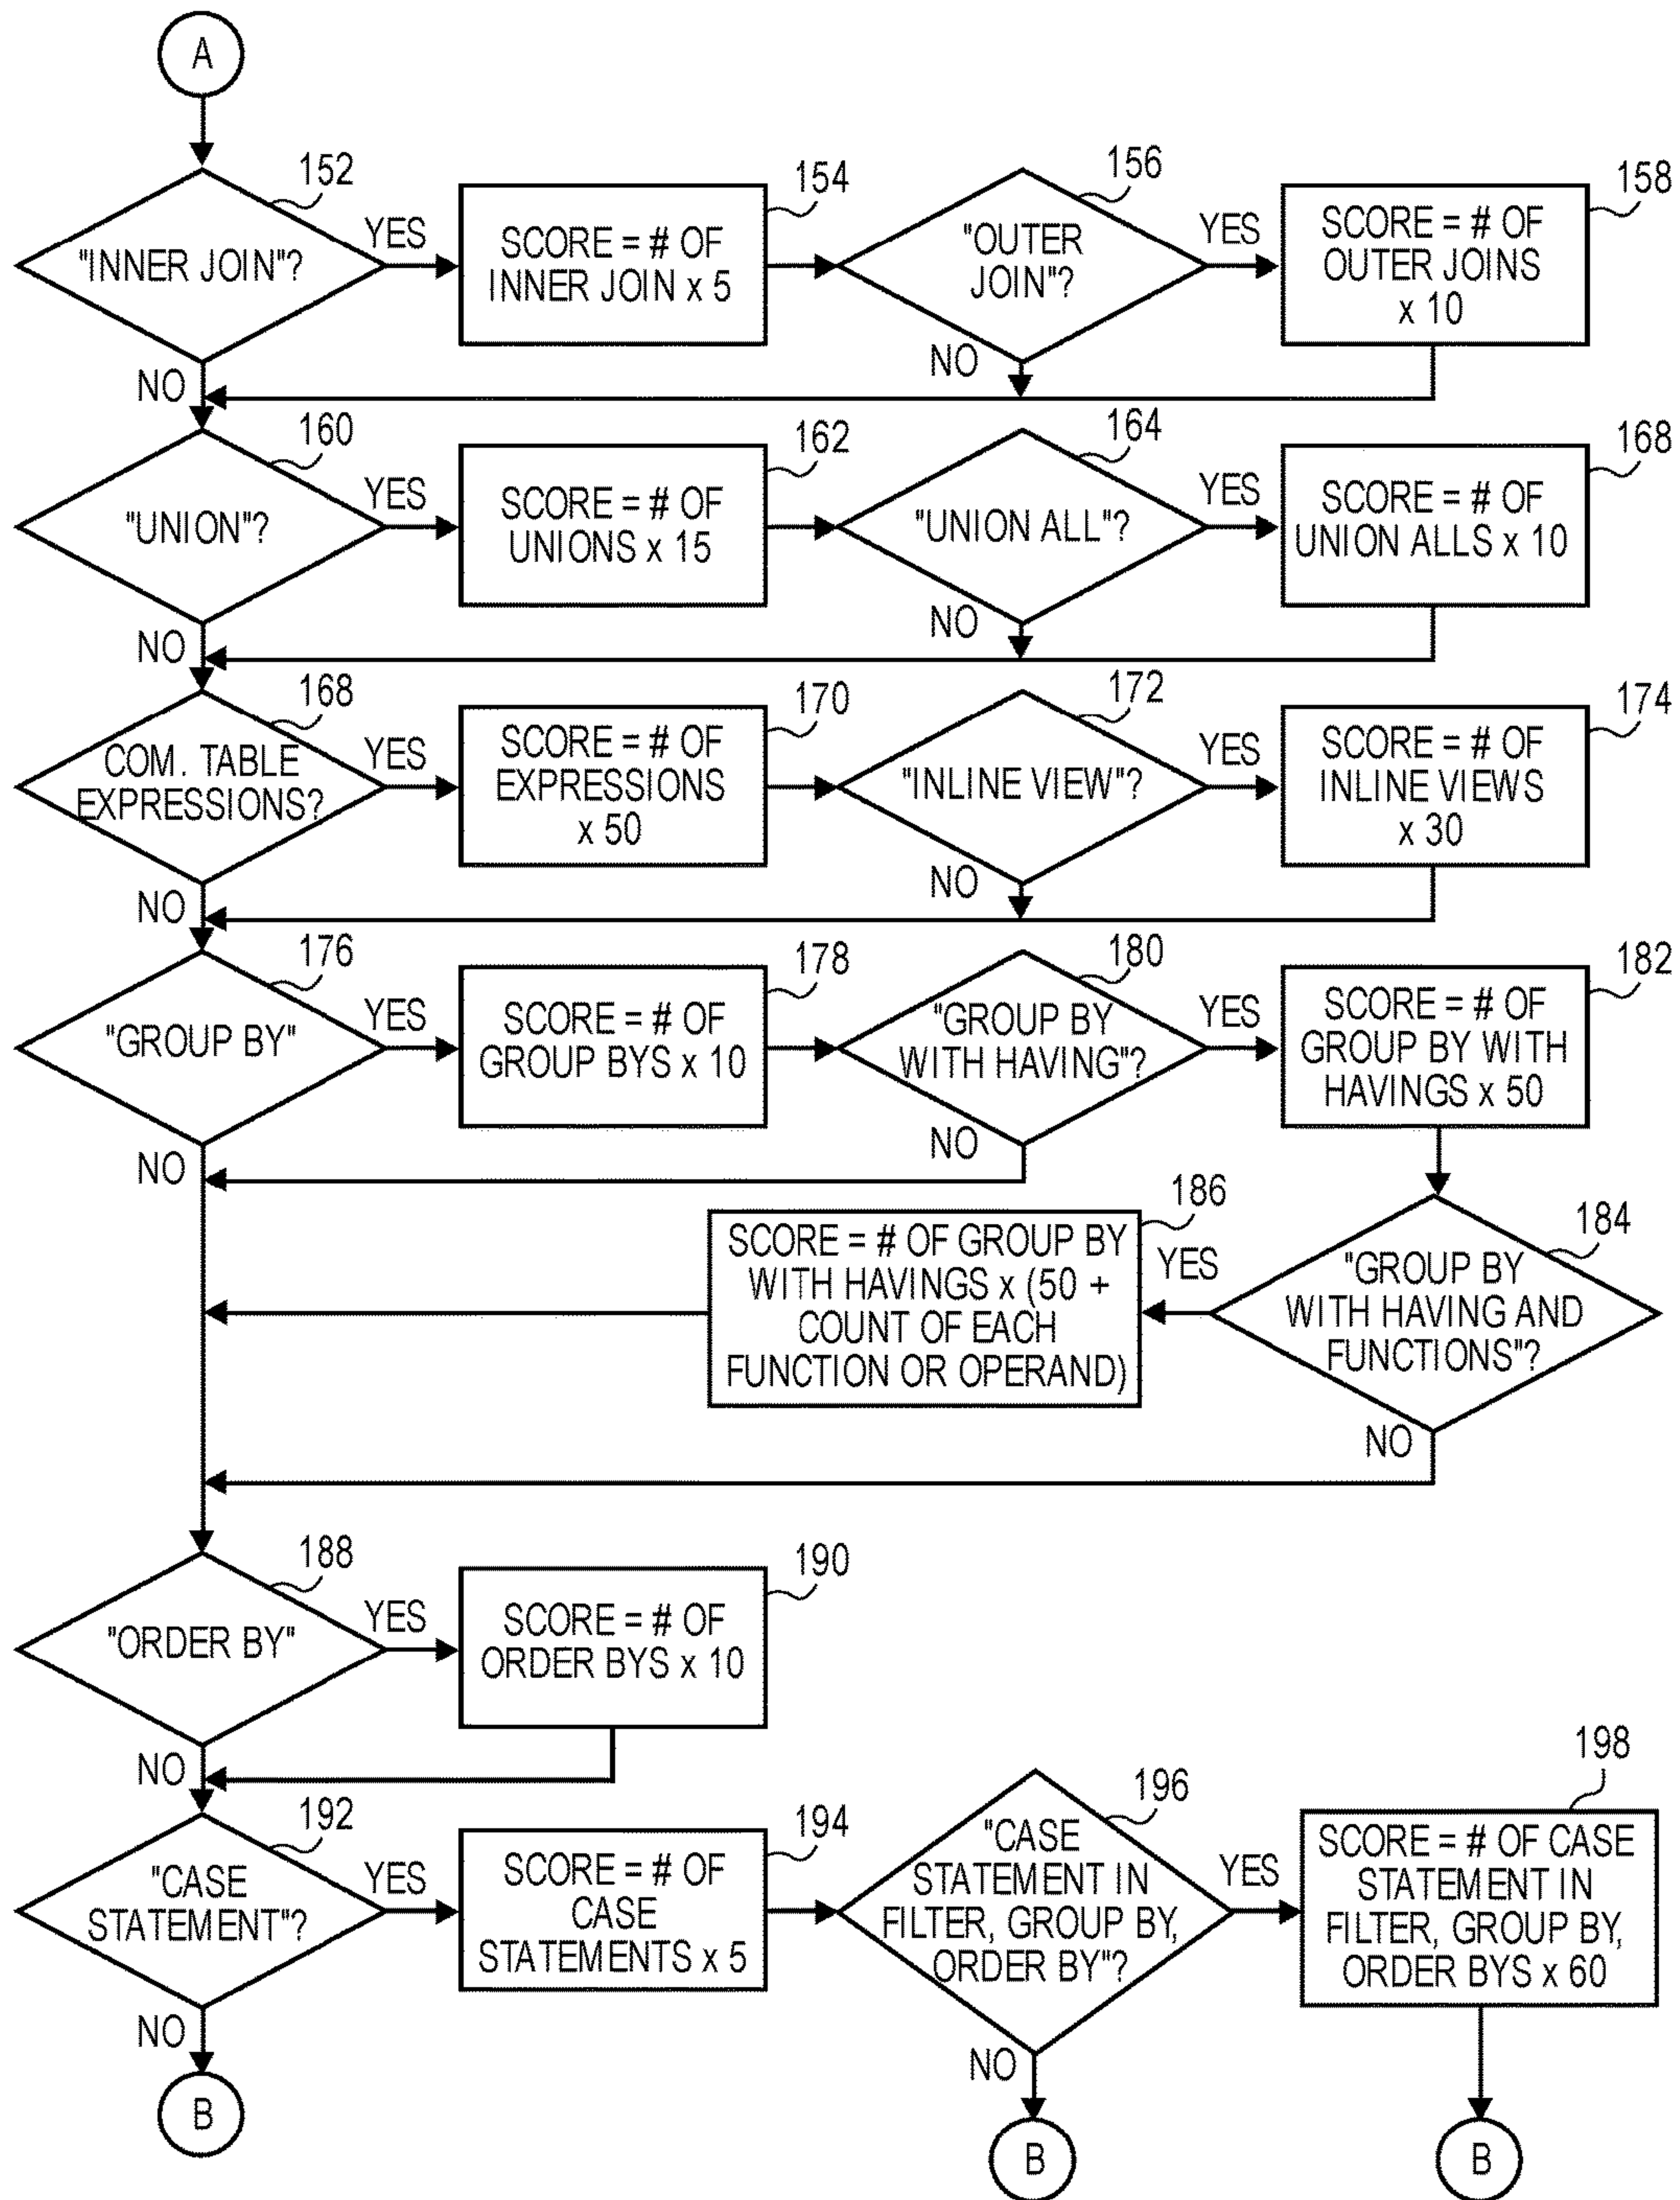 A
152
"INNER JOIN"?
YES
154
SCORE = # OF
INNER JOIN x 5
156
"OUTER
JOIN"?
YES
158
SCORE = # OF
OUTER JOINS
x 10
NO
NO
160
"UNION"?
YES
162
SCORE = # OF
UNIONS x 15
164
"UNION ALL"?
YES
168
SCORE = # OF
UNION ALLS x 10
NO
NO
168
COM. TABLE
EXPRESSIONS?
YES
170
SCORE = # OF
EXPRESSIONS
x 50
172
"INLINE VIEW"?
YES
174
SCORE = # OF
INLINE VIEWS
x 30
NO
NO
176
"GROUP BY"
YES
178
SCORE = # OF
GROUP BYS x 10
180
"GROUP BY
WITH HAVING"?
YES
182
SCORE = # OF
GROUP BY WITH
HAVINGS x 50
NO
NO
184
"GROUP BY
WITH HAVING AND
FUNCTIONS"?
YES
186
SCORE = # OF GROUP BY
WITH HAVINGS x (50 +
COUNT OF EACH
FUNCTION OR OPERAND)
NO
188
"ORDER BY"
YES
190
SCORE = # OF
ORDER BYS x 10
NO
192
"CASE
STATEMENT"?
YES
194
SCORE = # OF
CASE
STATEMENTS x 5
196
"CASE
STATEMENT IN
FILTER, GROUP BY,
ORDER BY"?
YES
198
SCORE = # OF CASE
STATEMENT IN
FILTER, GROUP BY,
ORDER BYS x 60
NO
NO
B
B
B